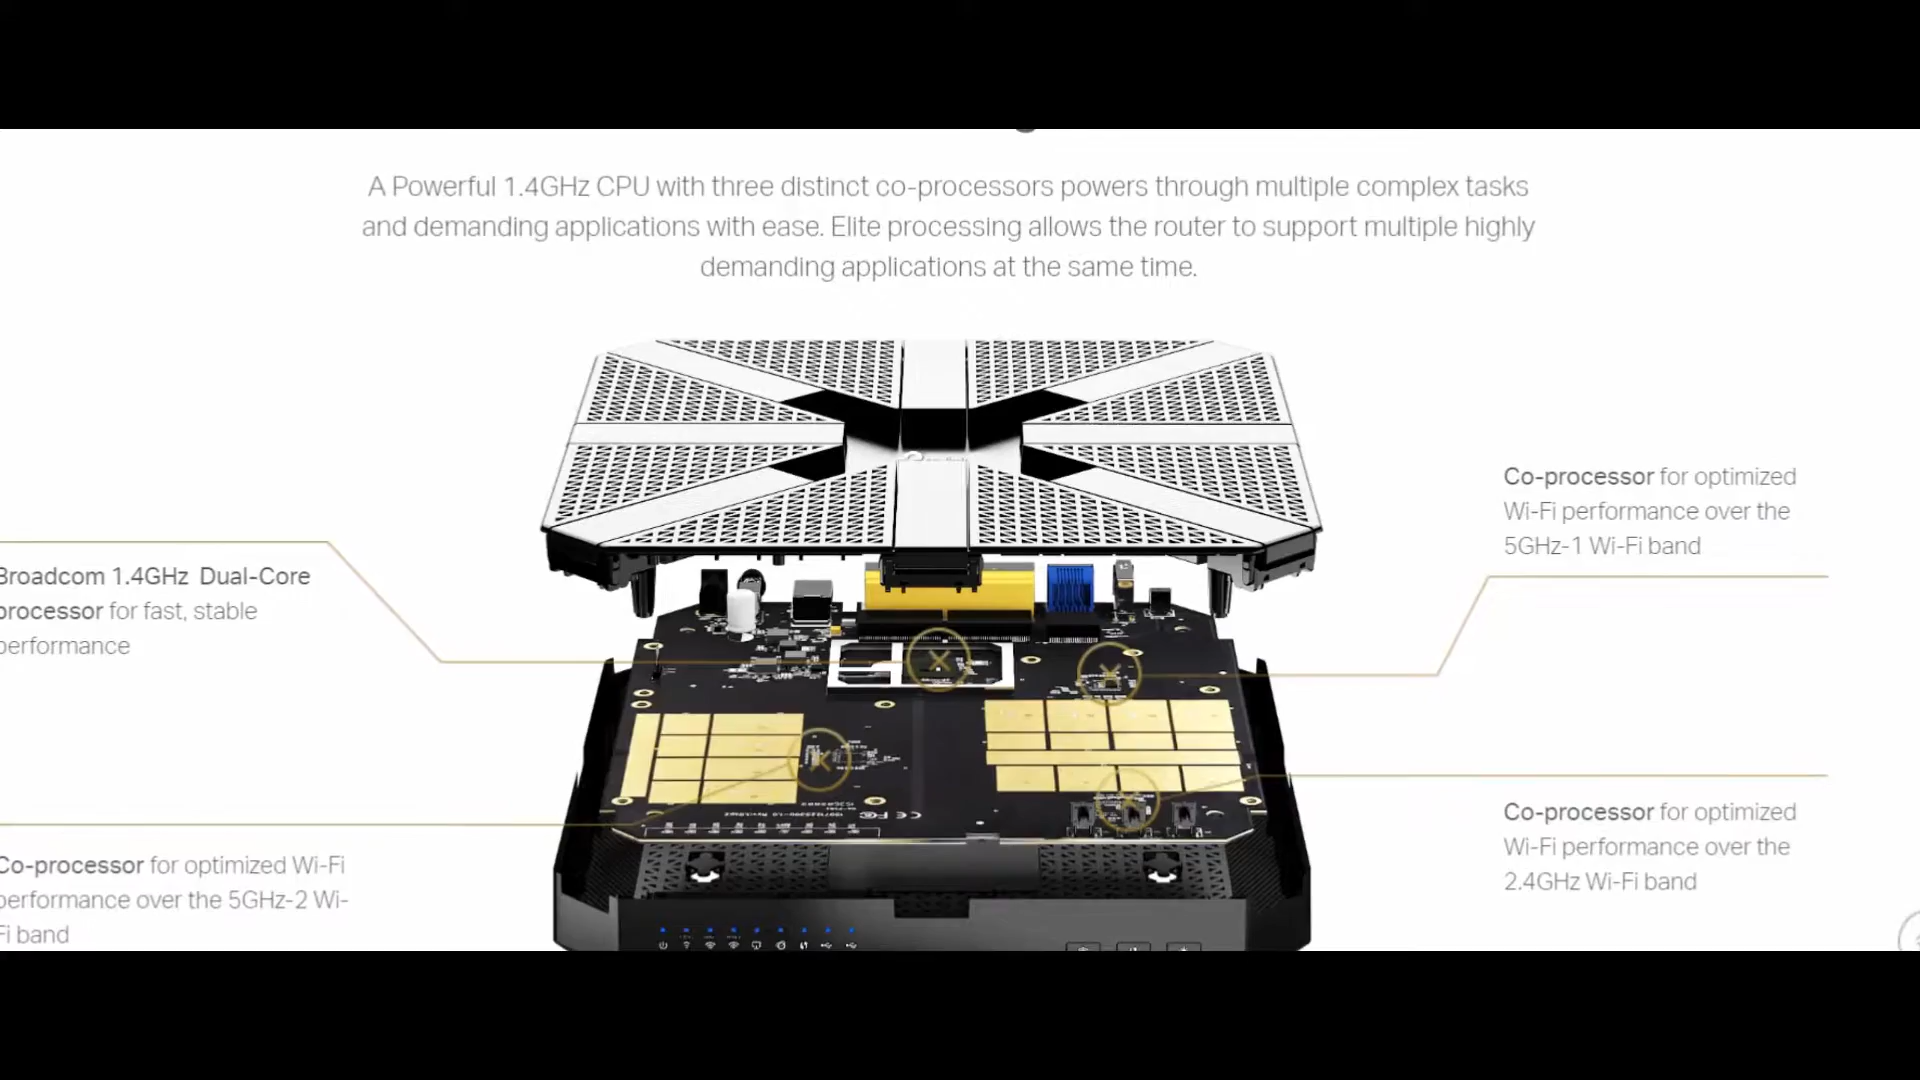 A Powerful 1.4GHz CPU with three distinct co-processors powers through multiple complex tasks
and demanding applications with ease. Elite processing allows the router to support multiple highly
demanding applications at the same time.
Co-processor for optimized
Wi-Fi performance over the
5GHz-1 Wi-Fi band
Broadcom 1.4GHz Dual-Core
processor for fast, stable
performance
Co-processor for optimized
Wi-Fi performance over the
2.4GHz Wi-Fi band
Co-processor for optimized Wi-Fi
performance over the 5GHz-2 Wi-
Fi band